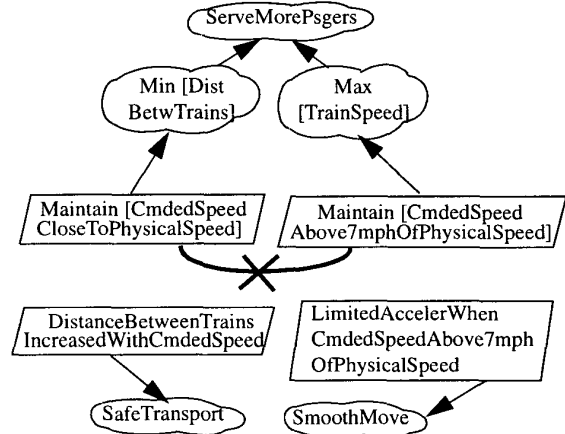 ServeMorePsgers
Min [Dist
BetwTrains]
Max
[TrainSpeed]
Maintain [CmdedSpeed
CloseToPhysicalSpeed]
Maintain [CmdedSpeed
Above7mphOfPhysicalSpeed]
DistanceBetweenTrains
IncreasedWithCmdedSpeed
LimitedAccelerWhen
CmdedSpeedAbove7mph
OfPhysicalSpeed
SafeTransport
SmoothMove